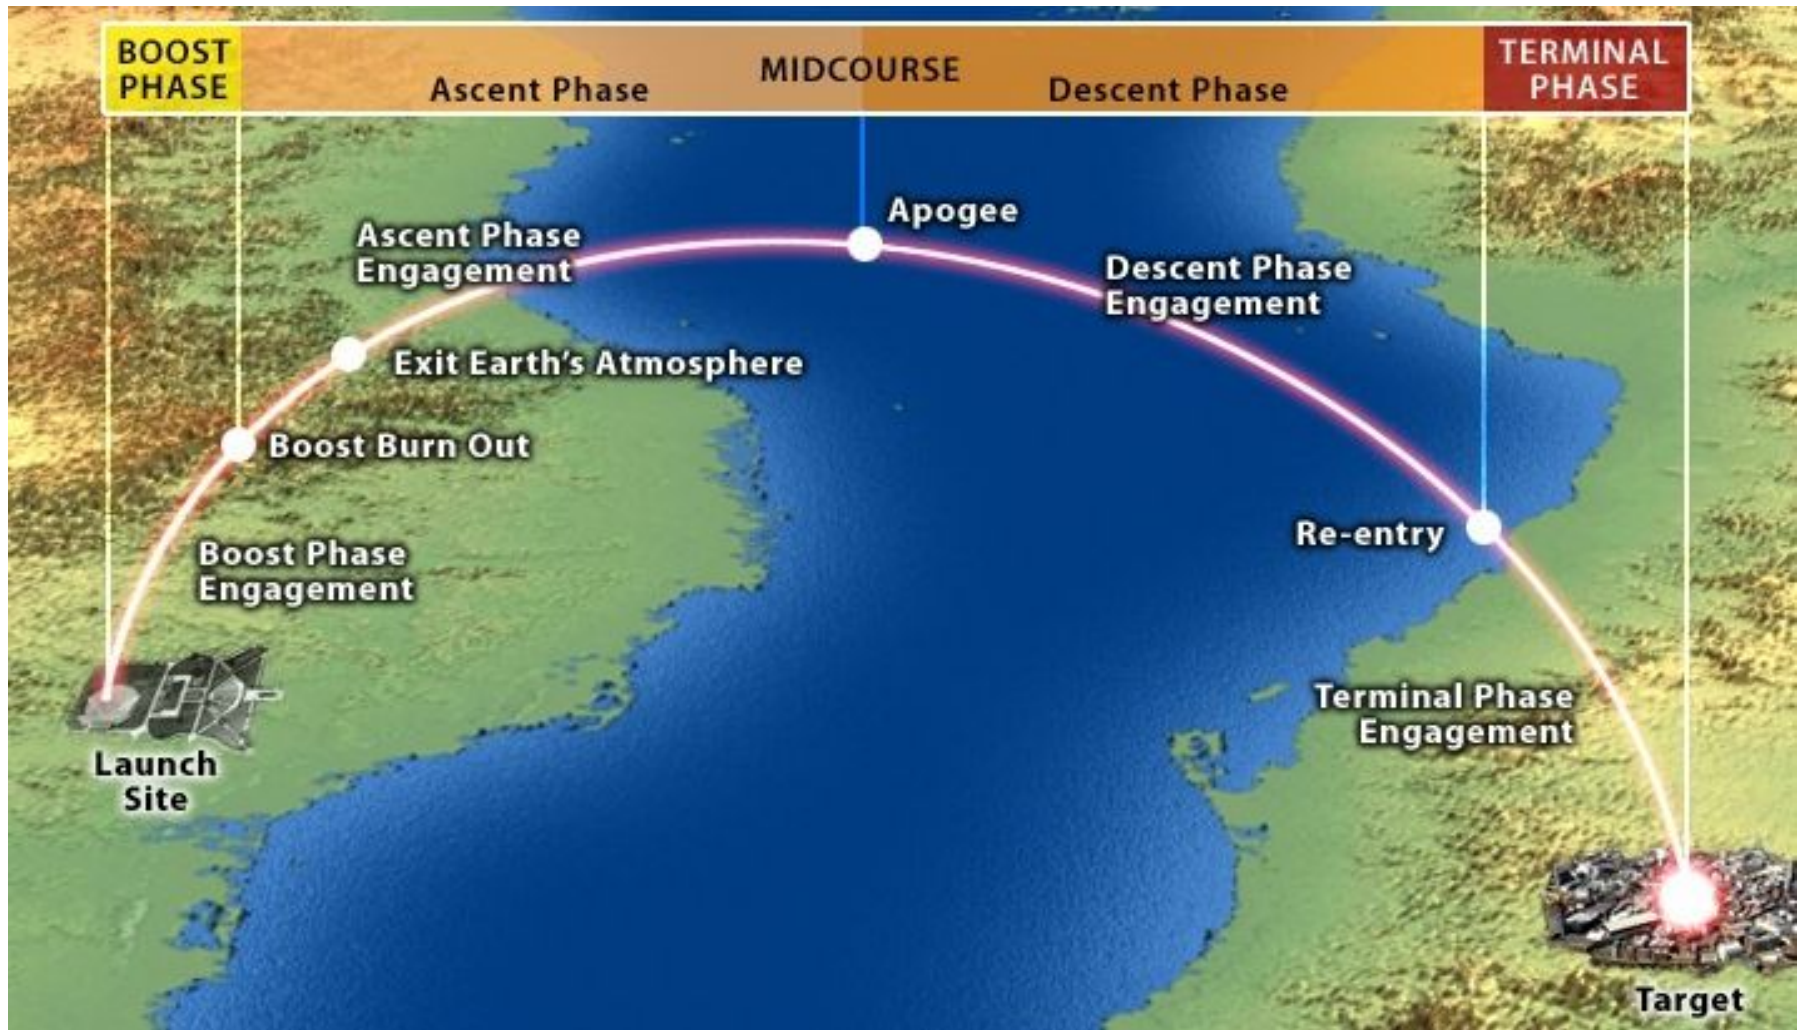 BOOST
PHASE
Ascent Phase
MIDCOURSE
Descent Phase
TERMINAL
PHASE
Apogee
Ascent Phase
Engagement
Descent Phase
Engagement
Exit Earth's Atmosphere
Boost Burn Out
Re-entry
Boost Phase
Engagement
Terminal Phase
Engagement
Launch
Site
Target